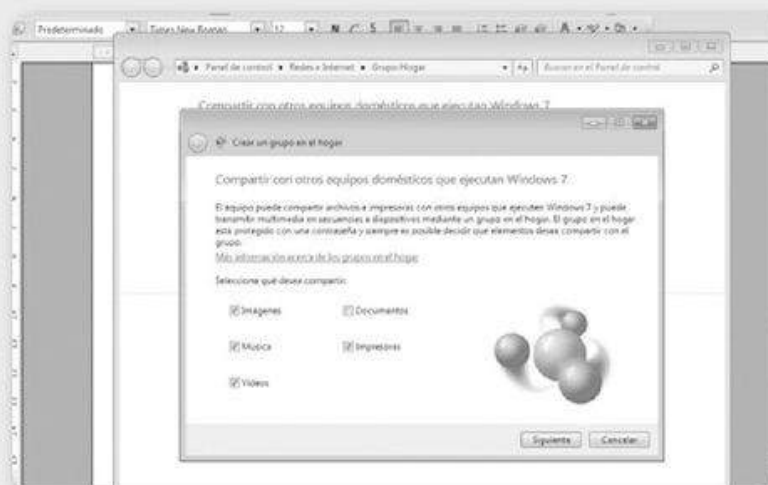 Predeterminado Times New Roman 12 N C S
Panel de control Redes e Internet Grupo Hogar Buscar en el Panel de control
Compartir con otros equipos domésticos que ejecutan Windows 7
Crear un grupo en el hogar
Compartir con otros equipos domésticos que ejecutan Windows 7
El equipo puede compartir archivos e impresoras con otros equipos que ejecuten Windows 7 y puede
transmitir multimedia en secuencias a dispositivos mediante un grupo en el hogar. El grupo en el hogar
está protegido con una contraseña y siempre es posible decidir qué elementos desea compartir con el
grupo.
Más información acerca de los grupos en el hogar
Seleccione qué desea compartir:
Imágenes Documentos
Música Impresoras
Vídeos
Siguiente Cancelar